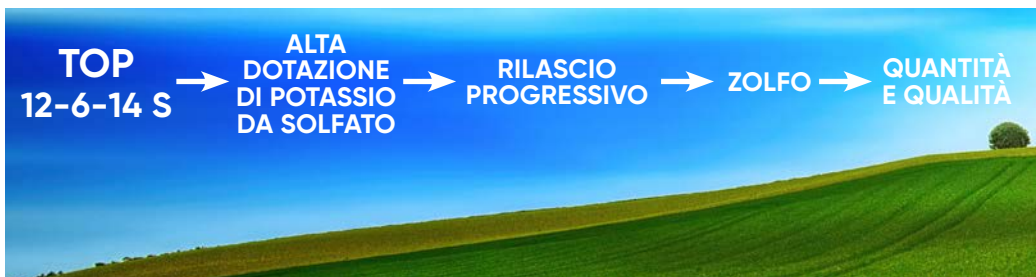 TOP
12-6-14 S
ALTA
DOTAZIONE
DI POTASSIO
DA SOLFATO
RILASCIO
PROGRESSIVO
ZOLFO
QUANTITÀ
E QUALITÀ